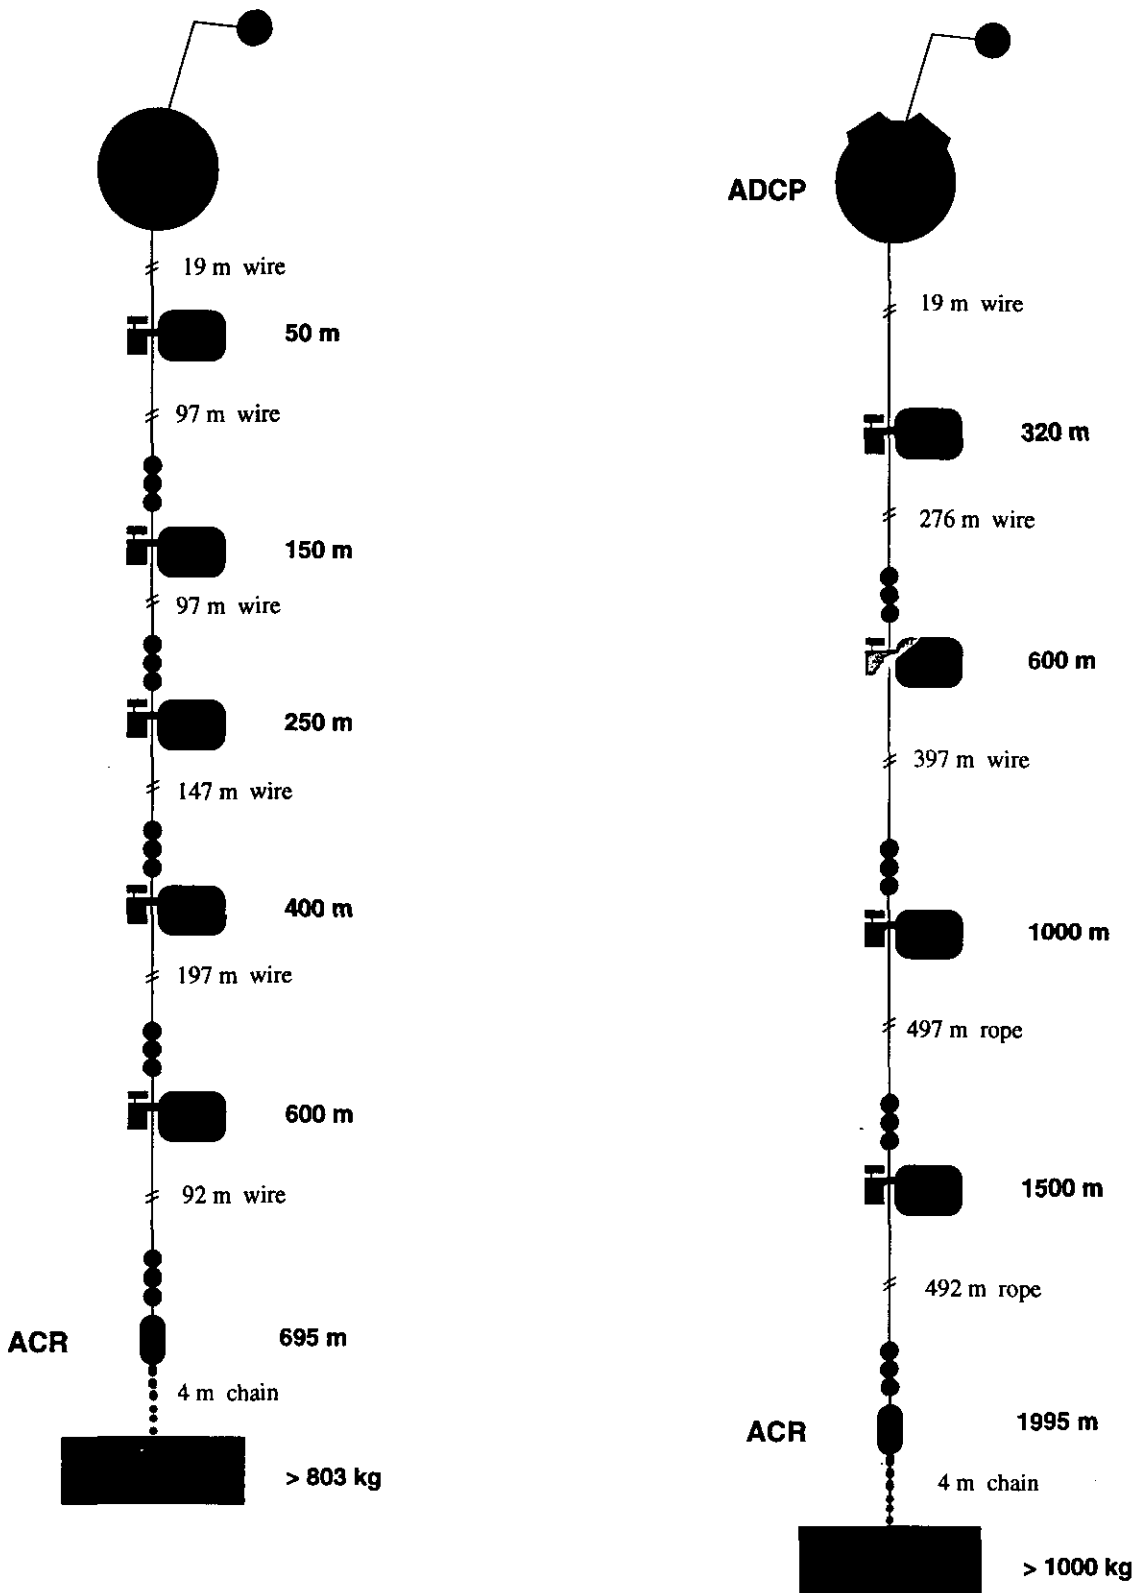 19 m wire
50 m
97 m wire
150 m
97 m wire
250 m
147 m wire
400 m
197 m wire
600 m
92 m wire
ACR
695 m
4 m chain
> 803 kg
ADCP
19 m wire
320 m
276 m wire
600 m
397 m wire
1000 m
497 m rope
1500 m
492 m rope
ACR
1995 m
4 m chain
> 1000 kg